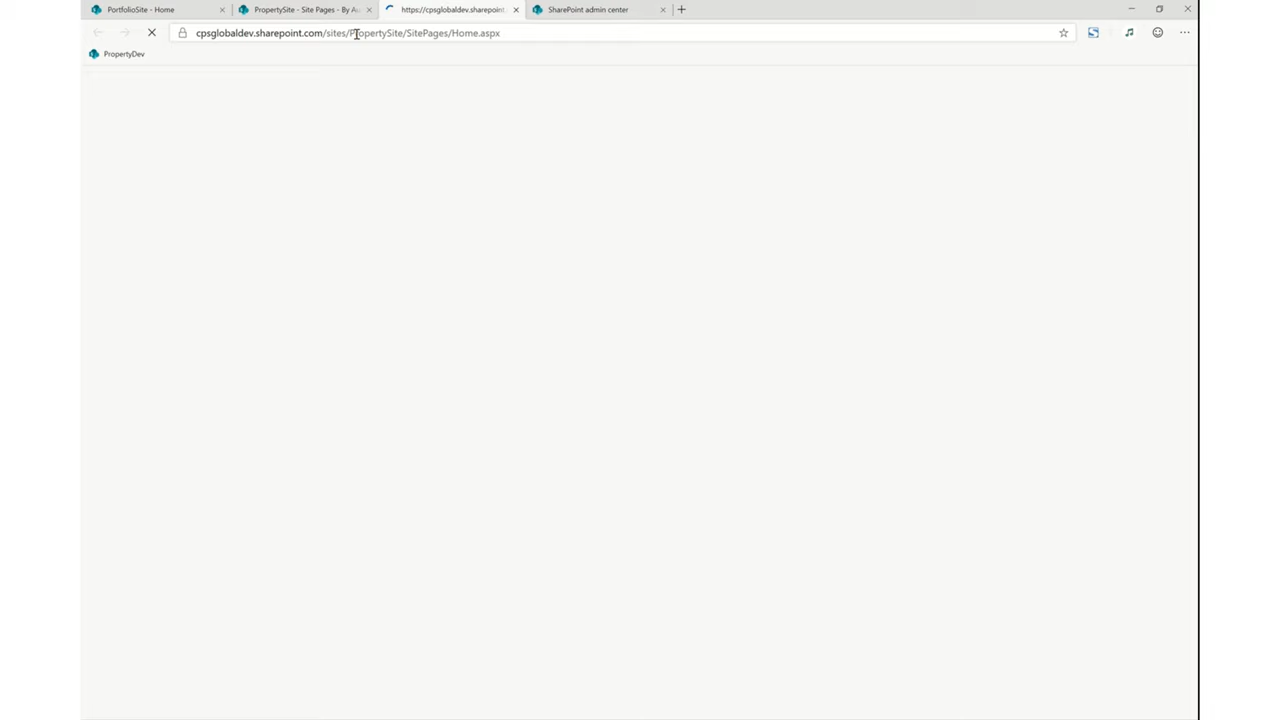 PortfolioSite - Home
PropertySite - Site Pages - By Au
https://cpsglobaldev.sharepoint.
SharePoint admin center
cpsglobaldev.sharepoint.com/sites/PropertySite/SitePages/Home.aspx
PropertyDev